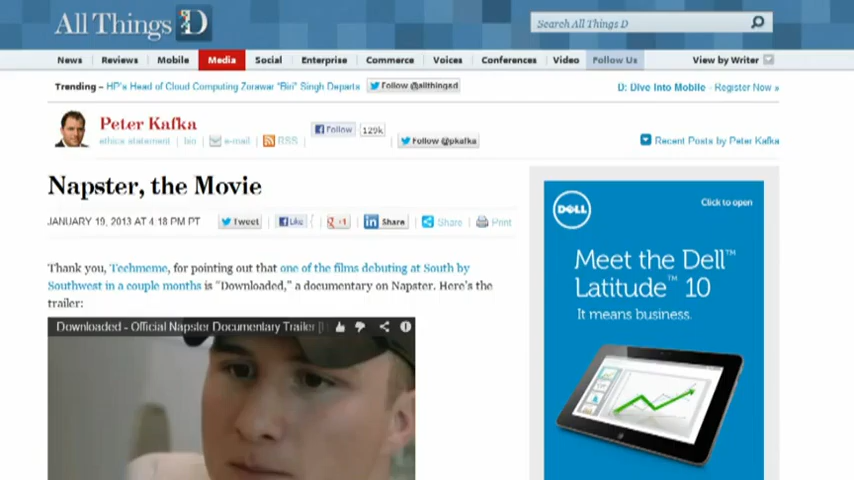 All Things D
Search All Things D
News Reviews Mobile Media Social Enterprise Commerce Voices Conferences Video Follow Us View by Writer
Trending – HP's Head of Cloud Computing Zorawar "Biri" Singh Departs Follow @allthingsd D: Dive Into Mobile - Register Now »
Peter Kafka
ethics statement | bio | e-mail | RSS | Follow 129k | Follow @pkafka Recent Posts by Peter Kafka
Napster, the Movie
JANUARY 19, 2013 AT 4:18 PM PT Tweet Like +1 Share Share Print
DELL Click to open
Meet the Dell™
Latitude™ 10
It means business.
Thank you, Techmeme, for pointing out that one of the films debuting at South by
Southwest in a couple months is "Downloaded," a documentary on Napster. Here's the
trailer:
Downloaded - Official Napster Documentary Trailer